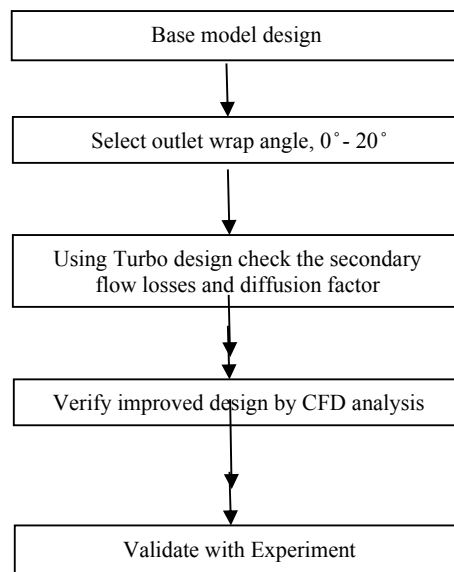 Base model design
Select outlet wrap angle, 0˚- 20˚
Using Turbo design check the secondary
flow losses and diffusion factor
Verify improved design by CFD analysis
Validate with Experiment